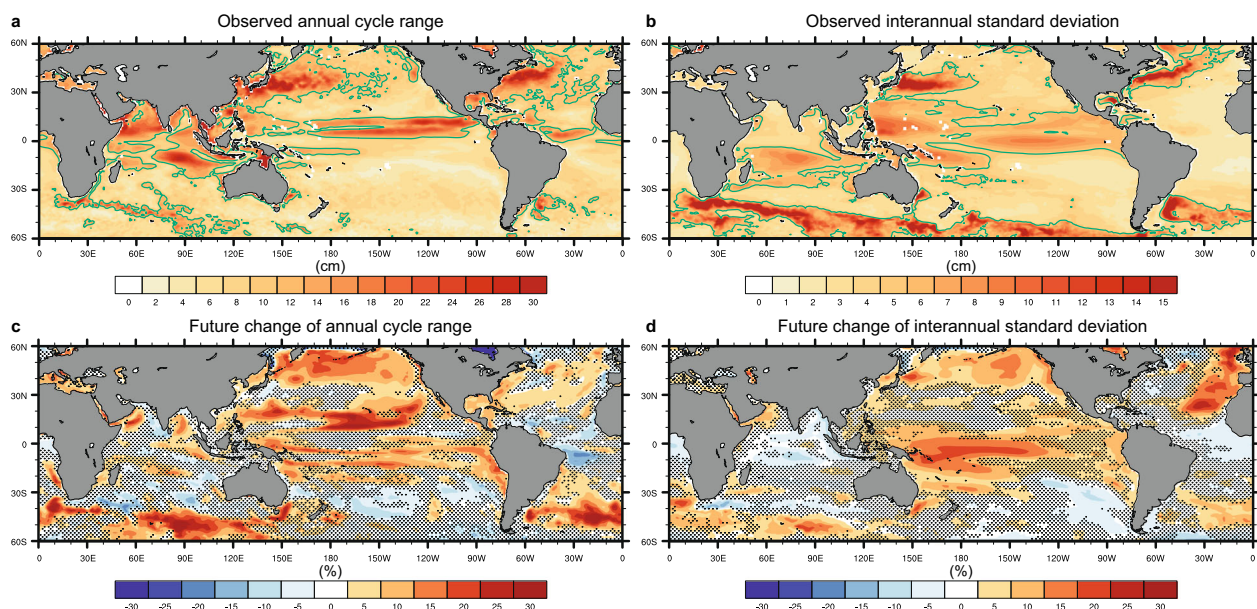 a Observed annual cycle range
60N
30N
0
30S
60S
0 30E 60E 90E 120E 150E 180 150W 120W 90W 60W 30W 0
(cm)
0 2 4 6 8 10 12 14 16 18 20 22 24 26 28 30
b Observed interannual standard deviation
60N
30N
0
30S
60S
0 30E 60E 90E 120E 150E 180 150W 120W 90W 60W 30W 0
(cm)
0 1 2 3 4 5 6 7 8 9 10 11 12 13 14 15
c Future change of annual cycle range
60N
30N
0
30S
60S
0 30E 60E 90E 120E 150E 180 150W 120W 90W 60W 30W 0
(%)
-30 -25 -20 -15 -10 -5 0 5 10 15 20 25 30
d Future change of interannual standard deviation
60N
30N
0
30S
60S
0 30E 60E 90E 120E 150E 180 150W 120W 90W 60W 30W 0
(%)
-30 -25 -20 -15 -10 -5 0 5 10 15 20 25 30